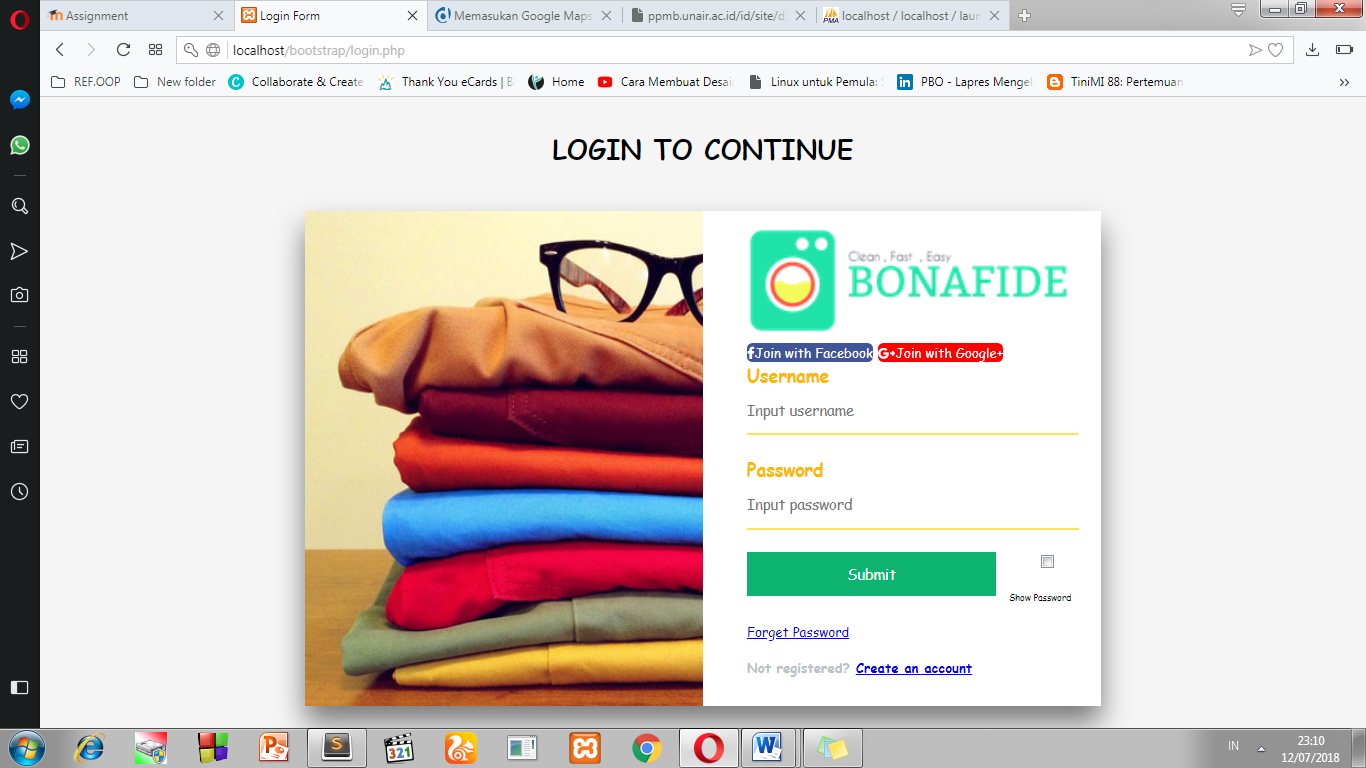 Assignment
Login Form
Memasukan Google Maps
ppmb.unair.ac.id/id/site/d
localhost / localhost / laun
localhost/bootstrap/login.php
REF.OOP
New folder
Collaborate & Create
Thank You eCards | B
Home
Cara Membuat Desai
Linux untuk Pemula:
PBO - Lapres Mengel
TiniMI 88: Pertemuan
LOGIN TO CONTINUE
Clean , Fast , Easy
BONAFIDE
Join with Facebook
Join with Google+
Username
Input username
Password
Input password
Submit
Show Password
Forget Password
Not registered? Create an account
IN
23:10
12/07/2018